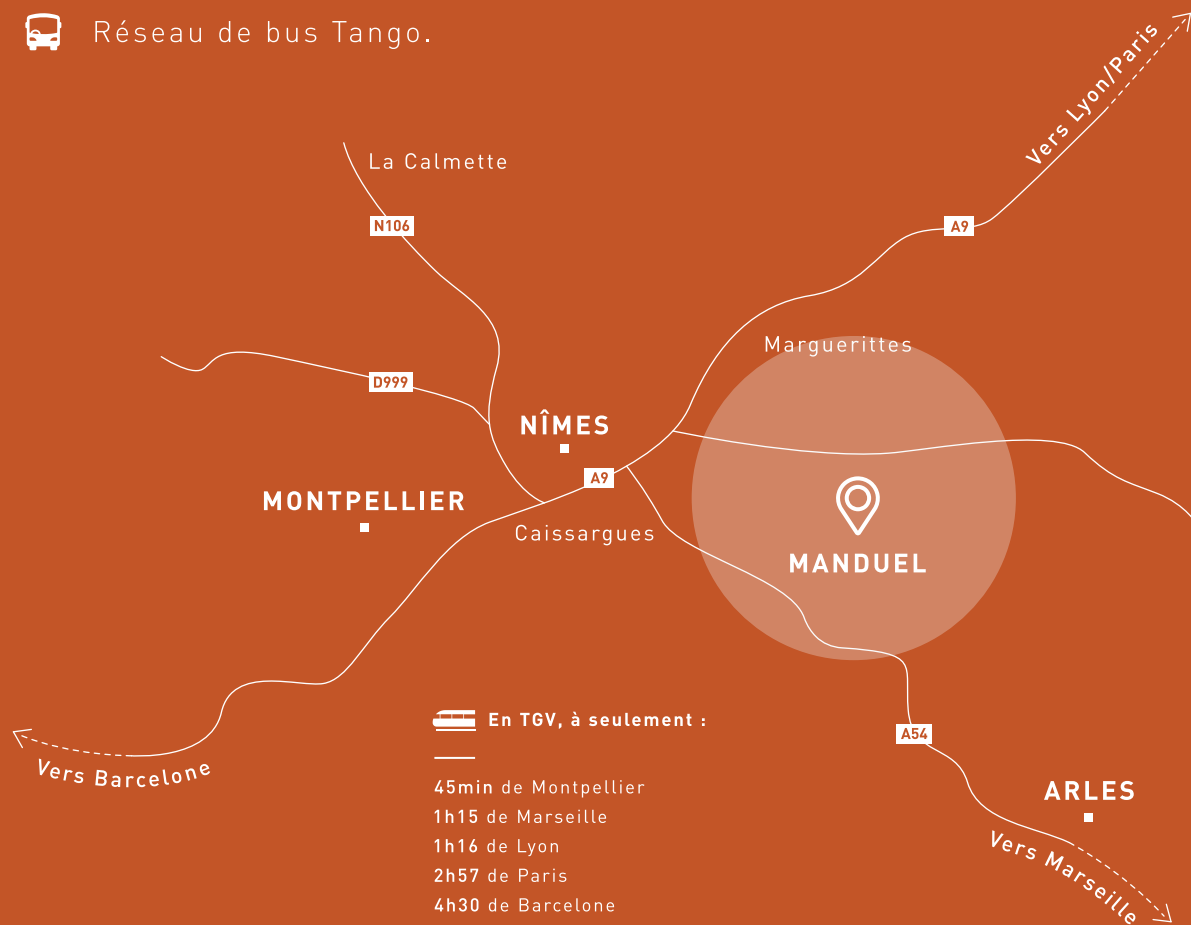 Réseau de bus Tango.
Vers Lyon/Paris
La Calmette
N106
A9
Marguerittes
D999
NÎMES
A9
MONTPELLIER
Caissargues
MANDUEL
En TGV, à seulement :
A54
Vers Barcelone
45min de Montpellier
1h15 de Marseille
1h16 de Lyon
2h57 de Paris
4h30 de Barcelone
ARLES
Vers Marseille